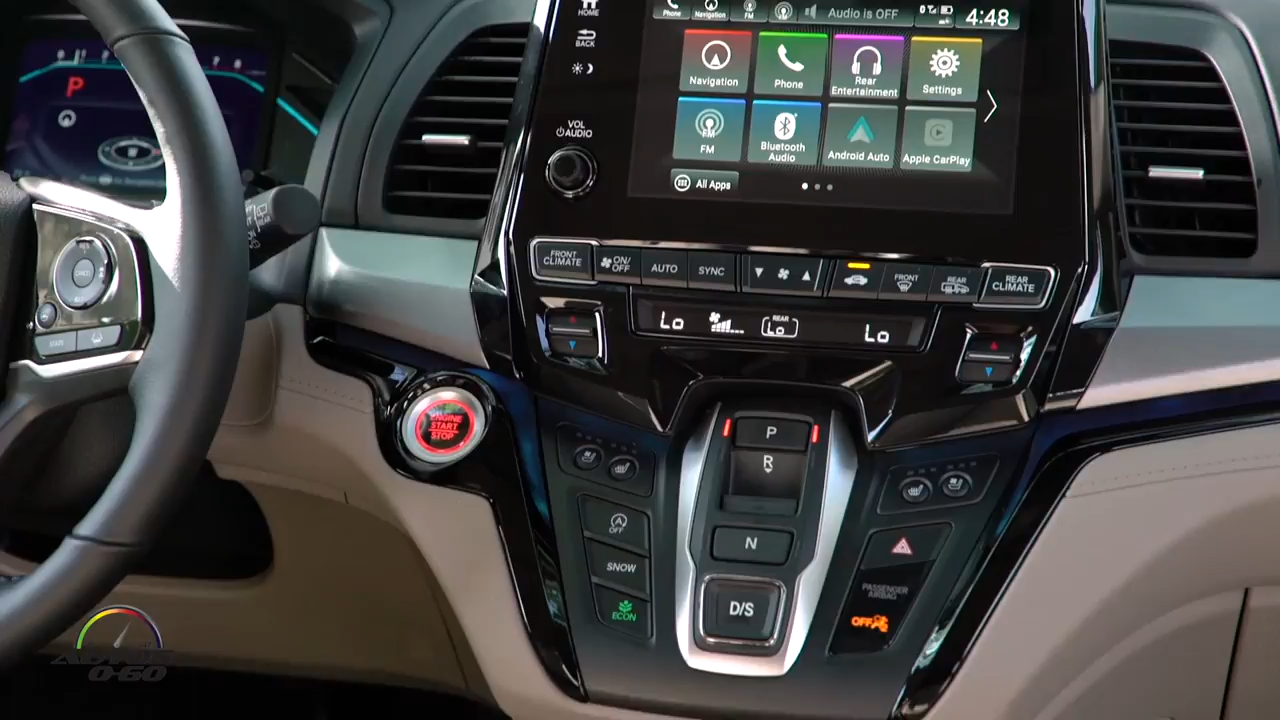 HOME
Phone
Navigation
FM
Audio is OFF
4:48
BACK
Navigation
Phone
Rear
Entertainment
Settings
P
VOL
AUDIO
FM
Bluetooth
Audio
Android Auto
Apple CarPlay
All Apps
FRONT
CLIMATE
ON/
OFF
AUTO
SYNC
FRONT
REAR
REAR
CLIMATE
Lo
REAR
Lo
Lo
ENGINE
START
STOP
P
R
A
OFF
N
SNOW
PASSENGER
AIRBAG
ECON
D/S
OFF
0-60